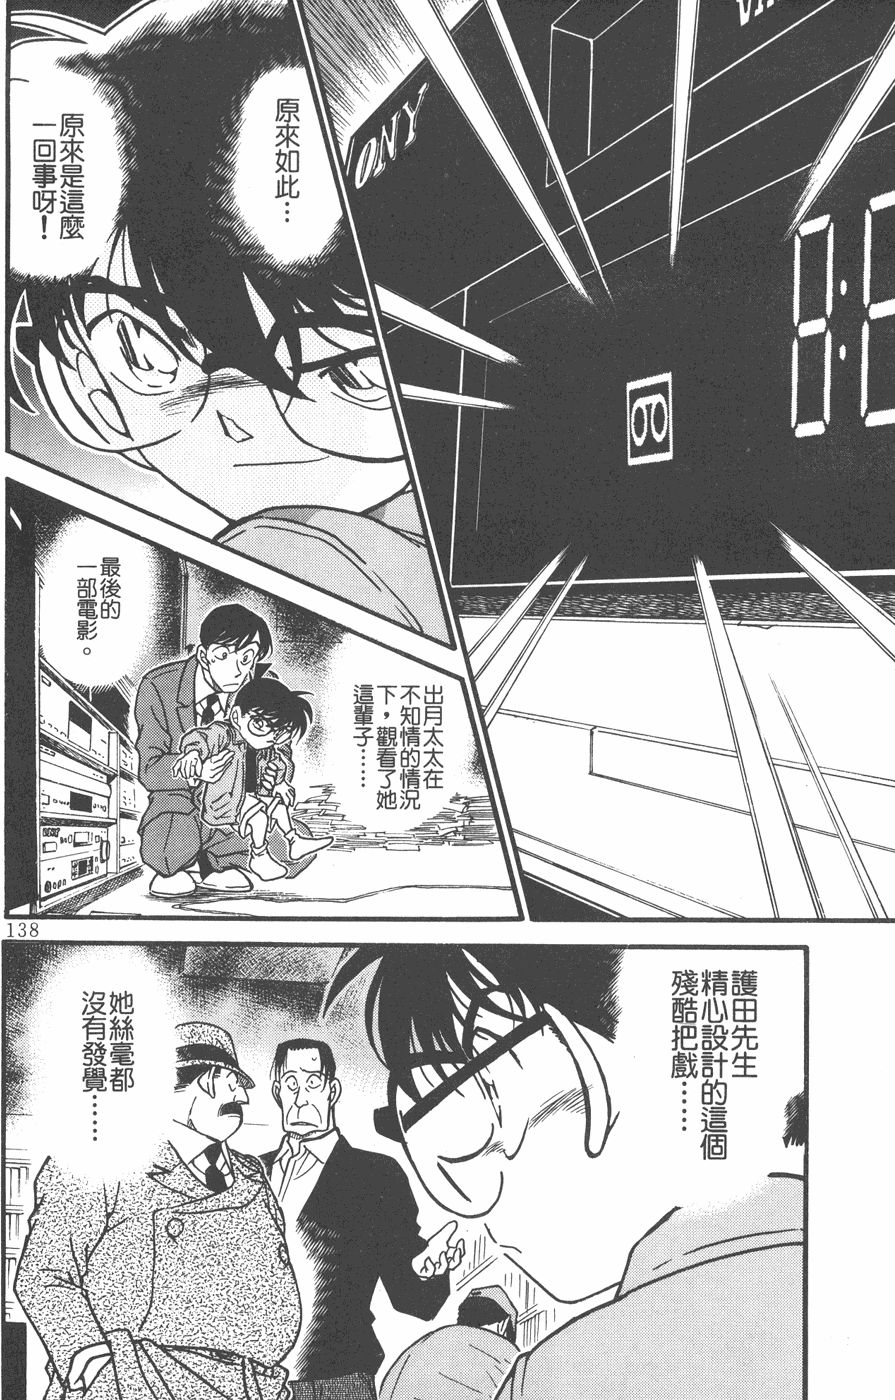 ONY
原來如此…
原來是這麼
一回事呀！
出月太太在
不知情的情況
下，觀看了她
這輩子……
最後的
一部電影。
138
護田先生
精心設計的這個
殘酷把戲……
她絲毫都
沒有發覺……